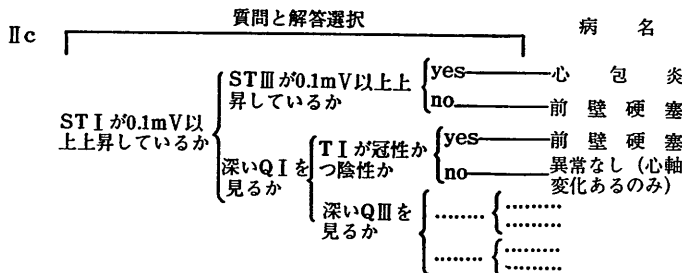 質問と解答選択
病名
Ⅱc
STⅠが0.1mV以上上昇しているか
STⅢが0.1mV以上上昇しているか
yes 心包炎
no 前壁硬塞
深いQⅠを見るか
TⅠが冠性かつ陰性か
yes 前壁硬塞
no 異常なし（心軸変化あるのみ）
深いQⅢを見るか